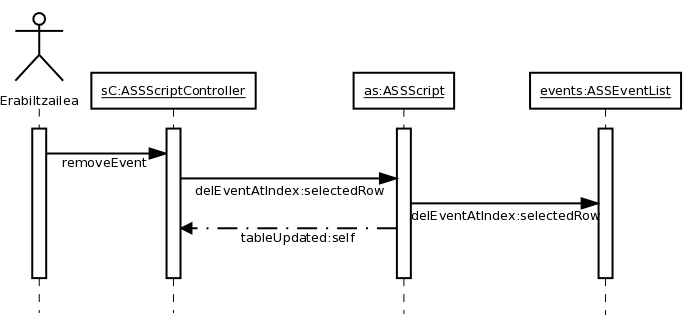 Erabiltzailea
sC:ASSScriptController
as:ASSScript
events:ASSEventList
removeEvent
delEventAtIndex:selectedRow
delEventAtIndex:selectedRow
tableUpdated:self